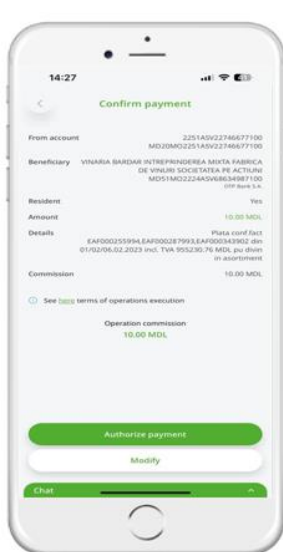 14:27
Confirm payment
From account 2251ASV22746677100
MD20MO2251ASV22746677100
Beneficiary VINARIA BARDAR INTREPRINDEREA MIXTA FABRICA
DE VINURI SOCIETATEA PE ACTIUNI
MD51MO2224ASV68634987100
OTP Bank S.A.
Resident Yes
Amount 10.00 MDL
Details Plata conf.fact
EAF000255994,EAF000287993,EAF000343902 din
01/02/06.02.2023 incl. TVA 955230.76 MDL pu divin
in asortiment
Commission 10.00 MDL
See here terms of operations execution
Operation commission
10.00 MDL
Authorize payment
Modify
Chat